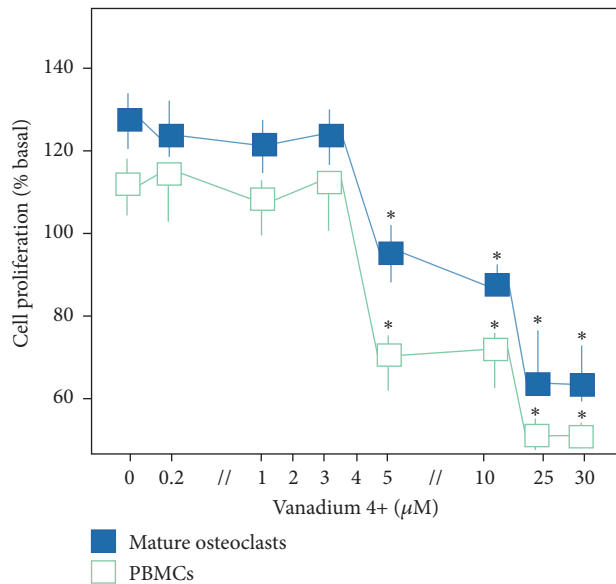 Cell proliferation (% basal)
140
120
100
80
60
* *
* *
*
*
* *
0 0.2 // 1 2 3 4 5 // 10 25 30
Vanadium 4+ (μM)
Mature osteoclasts
PBMCs